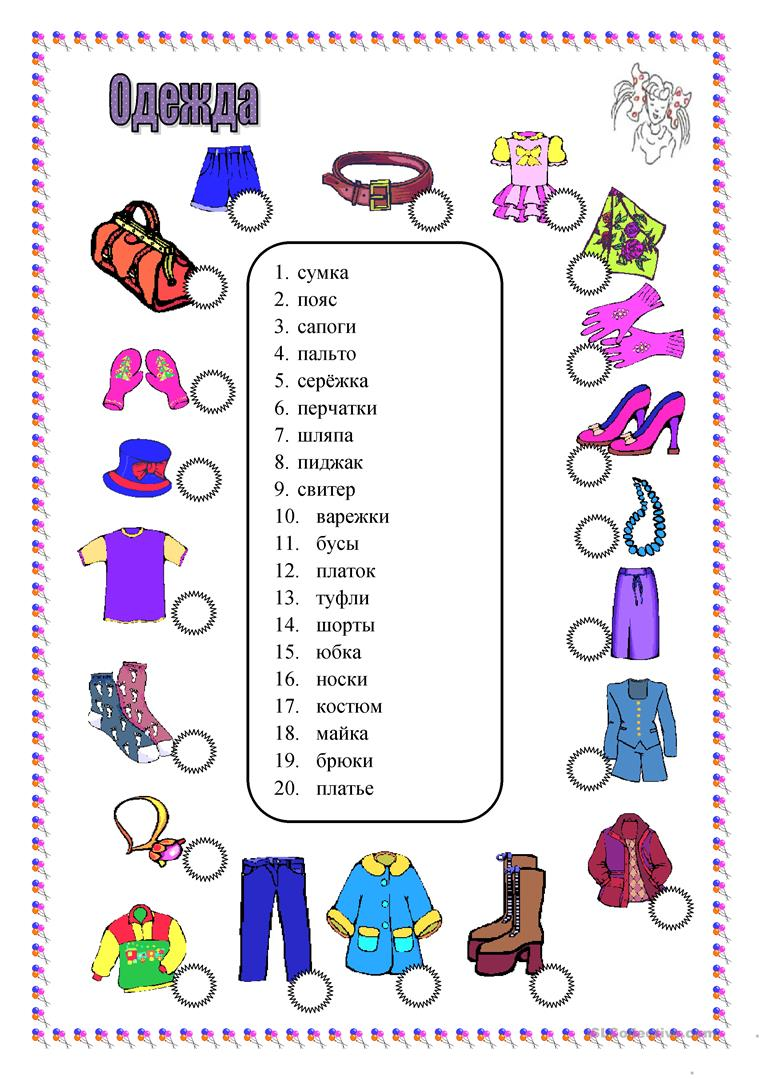 Одежда
1. сумка
2. пояс
3. сапоги
4. пальто
5. серёжка
6. перчатки
7. шляпа
8. пиджак
9. свитер
10. варежки
11. бусы
12. платок
13. туфли
14. шорты
15. юбка
16. носки
17. костюм
18. майка
19. брюки
20. платье
iSLCollective.com